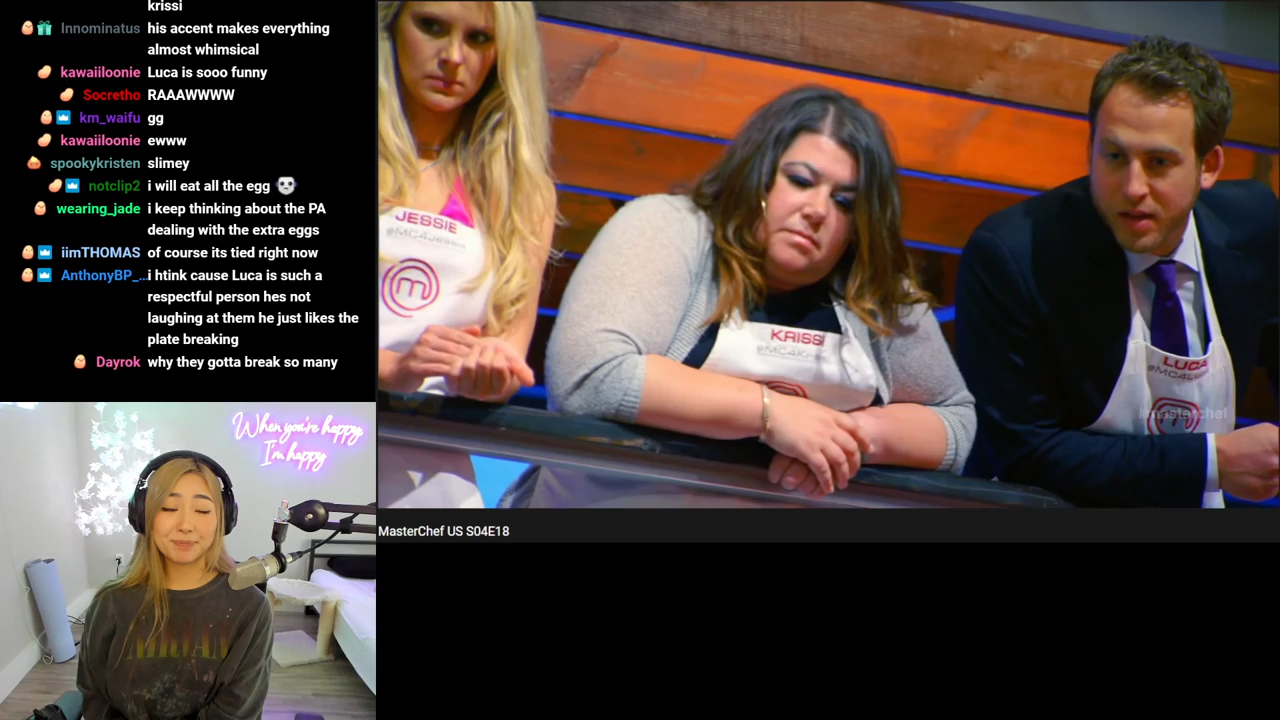 krissi
Innominatus his accent makes everything
almost whimsical
kawaiiloonie Luca is sooo funny
Socretho RAAAWWWW
km_waifu gg
kawaiiloonie ewww
spookykristen slimey
notclip2 i will eat all the egg
wearing_jade i keep thinking about the PA
dealing with the extra eggs
iimTHOMAS of course its tied right now
AnthonyBP_... i htink cause Luca is such a
respectful person hes not
laughing at them he just likes the
plate breaking
Dayrok why they gotta break so many
When you're happy
I'm happy
JESSIE
@MC4Jessie
KRISSI
LUCA
#masterchef
MasterChef US S04E18